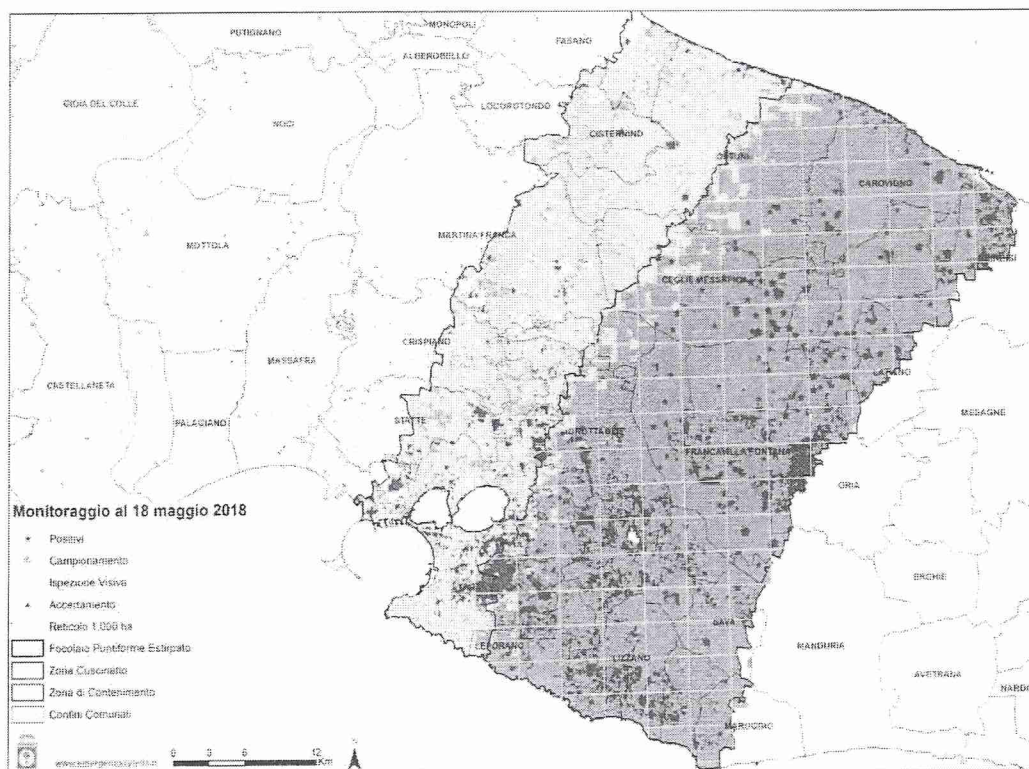 MONOPOLI
PUTIGNANO
FASANO
ALBEROBELLO
GIOIA DEL COLLE
LOCOROTONDO
NOCI
CISTERNINO
OSTUNI
CAROVIGNO
MARTINA FRANCA
MOTTOLA
CEGLIE MESSAPICA
CRISPIANO
MASSAFRA
CASTELLANETA
LATIANO
MESAGNE
STATTE
PALAGIANO
GROTTAGLIE
FRANCAVILLA FONTANA
ORIA
Monitoraggio al 18 maggio 2018
Positivi
Campionamento
Ispezione Visiva
Accertamento
Reticolo 1.000 ha
Focolaio Puntiforme Estirpato
Zona Cuscinetto
Zona di Contenimento
Confini Comunali
ERCHIE
SAVA
MANDURIA
LEPORANO
LIZZANO
AVETRANA
NARDO
MARUGGIO
0 3 6 12
Km